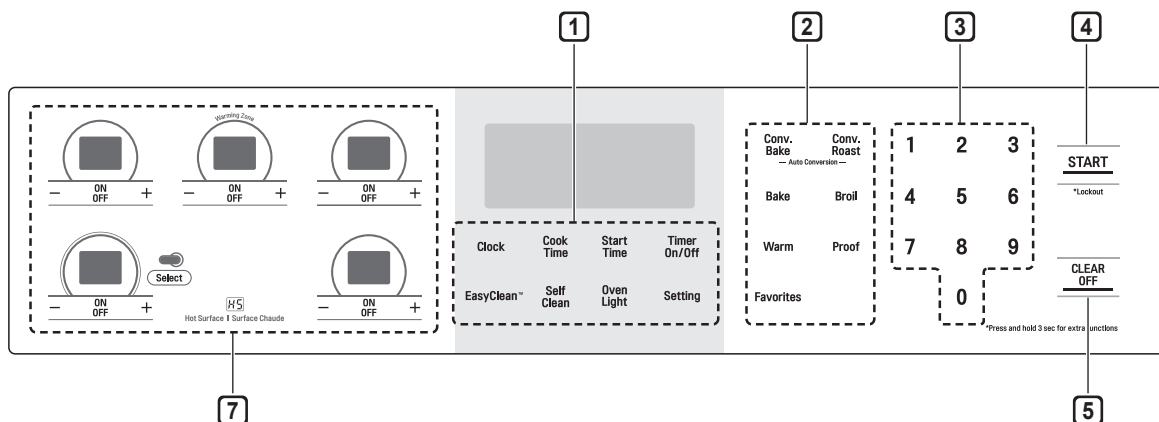 1
2
3
4
Warming Zone
ON
OFF
− +
ON
OFF
− +
ON
OFF
− +
Select
ON
OFF
− +
HS
Hot Surface | Surface Chaude
ON
OFF
− +
Clock
Cook
Time
Start
Time
Timer
On/Off
EasyClean™
Self
Clean
Oven
Light
Setting
Conv.
Bake
Conv.
Roast
— Auto Conversion —
Bake Broil
Warm Proof
Favorites
1 2 3
4 5 6
7 8 9
0
START
*Lockout
CLEAR
OFF
*Press and hold 3 sec for extra functions
7
5